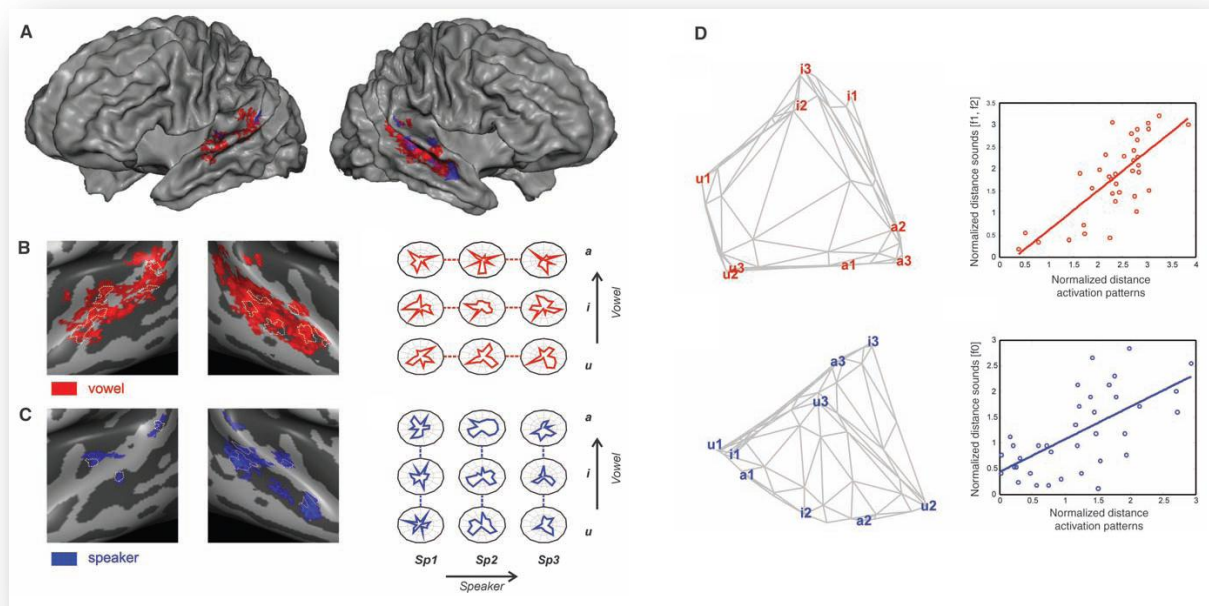 A
B
vowel
C
speaker
a
i
u
Vowel
a
i
u
Vowel
Sp1
Sp2
Sp3
Speaker
D
i3
i2
i1
u1
a2
u3
u2
a1
a3
3.5
3
2.5
2
1.5
1
0.5
0
0 0.5 1 1.5 2 2.5 3 3.5 4
Normalized distance sounds [f1, f2]
Normalized distance
activation patterns
i3
a3
u3
u1
i1
a1
i2
a2
u2
3
2.5
2
1.5
1
0.5
0
0 0.5 1 1.5 2 2.5 3
Normalized distance sounds [f0]
Normalized distance
activation patterns